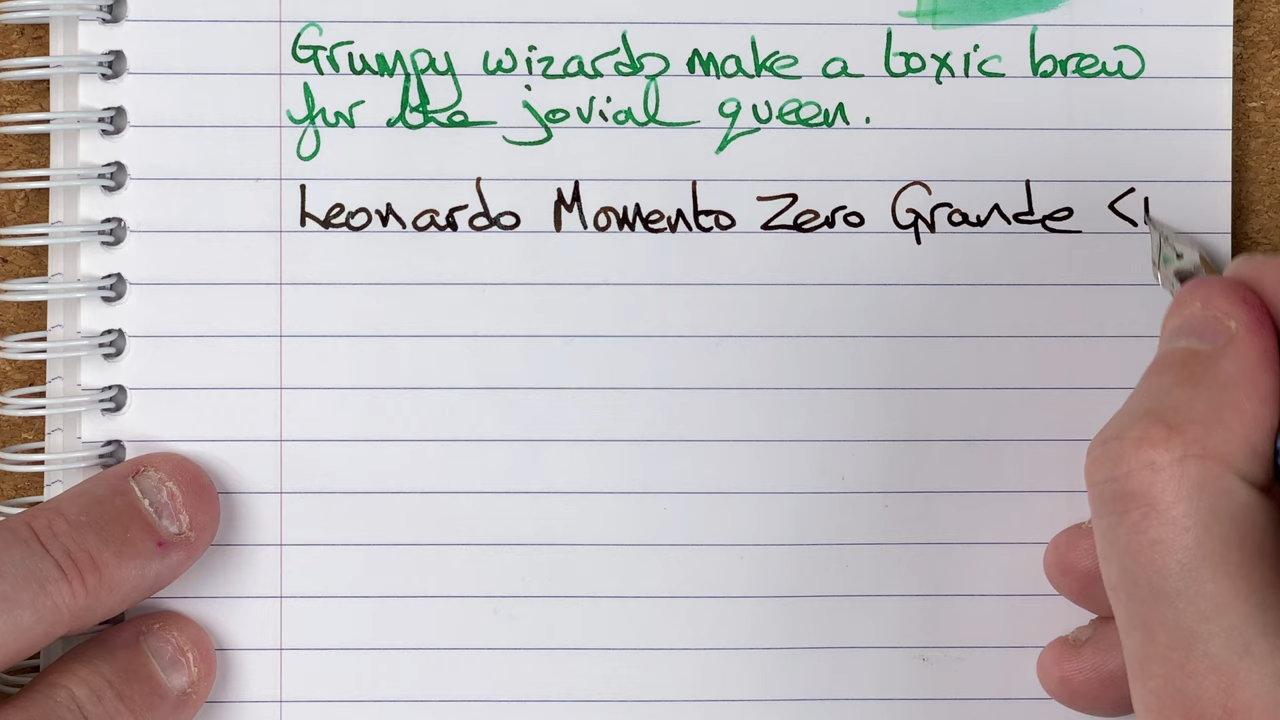 Grumpy wizards make a toxic brew
for the jovial queen.
Leonardo Momento Zero Grande <